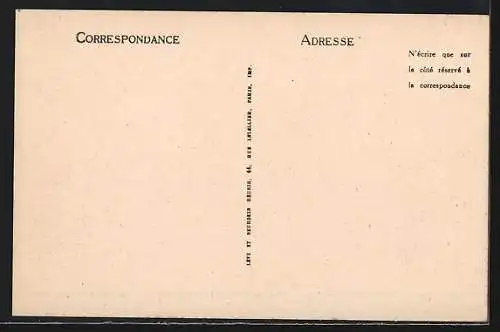 CORRESPONDANCE
ADRESSE
N'écrire que sur
le côté réservé à
la correspondance
LÉVY ET NEURDEIN RÉUNIS, 44, RUE LETELLIER, PARIS, IMP.